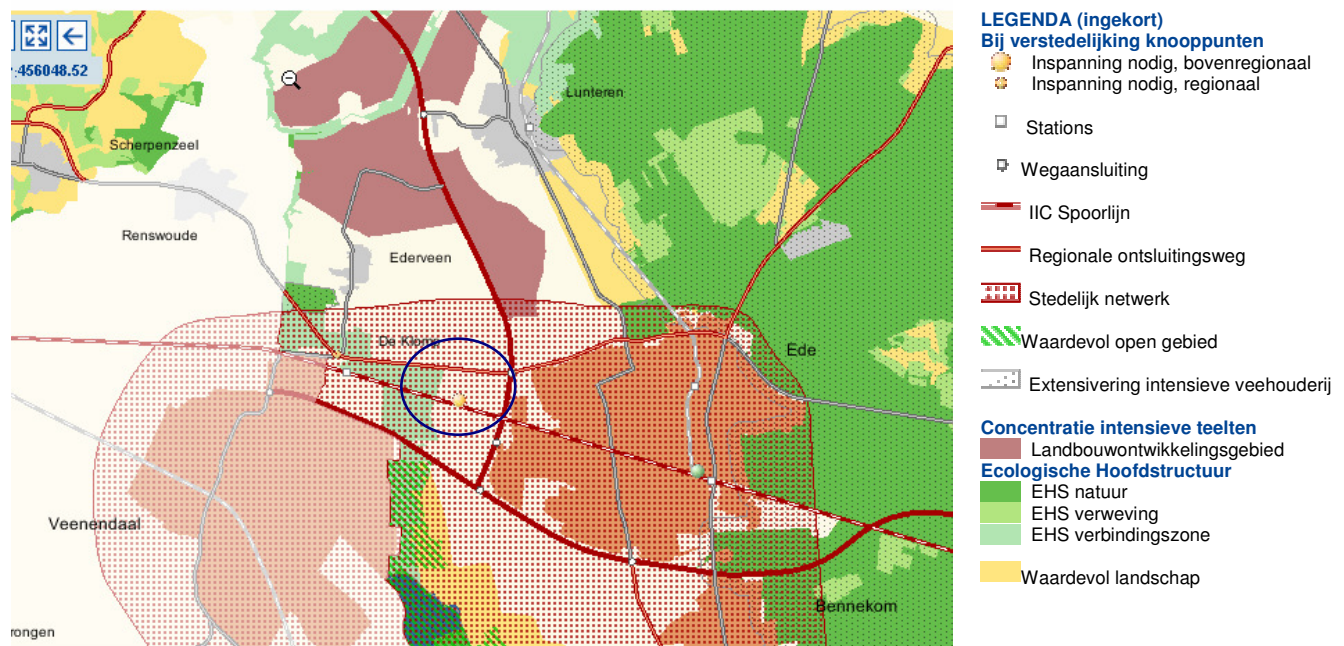 :456048.52
Lunteren
Scherpenzeel
Renswoude
Ederveen
De Klomp
Ede
Veenendaal
Bennekom
rongen
LEGENDA (ingekort)
Bij verstedelijking knooppunten
Inspanning nodig, bovenregionaal
Inspanning nodig, regionaal
Stations
Wegaansluiting
IIC Spoorlijn
Regionale ontsluitingsweg
Stedelijk netwerk
Waardevol open gebied
Extensivering intensieve veehouderij
Concentratie intensieve teelten
Landbouwontwikkelingsgebied
Ecologische Hoofdstructuur
EHS natuur
EHS verweving
EHS verbindingszone
Waardevol landschap